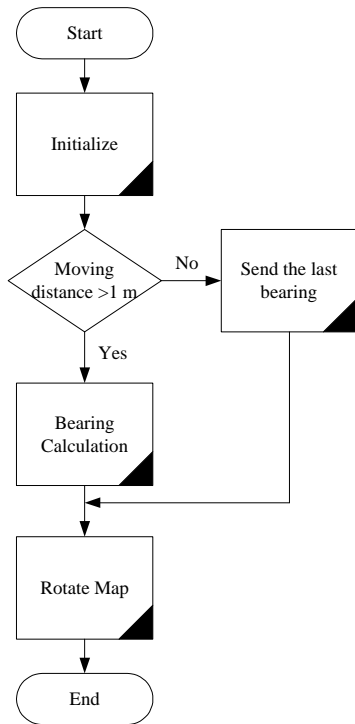 Start
Initialize
Moving
distance >1 m
No
Send the last
bearing
Yes
Bearing
Calculation
Rotate Map
End